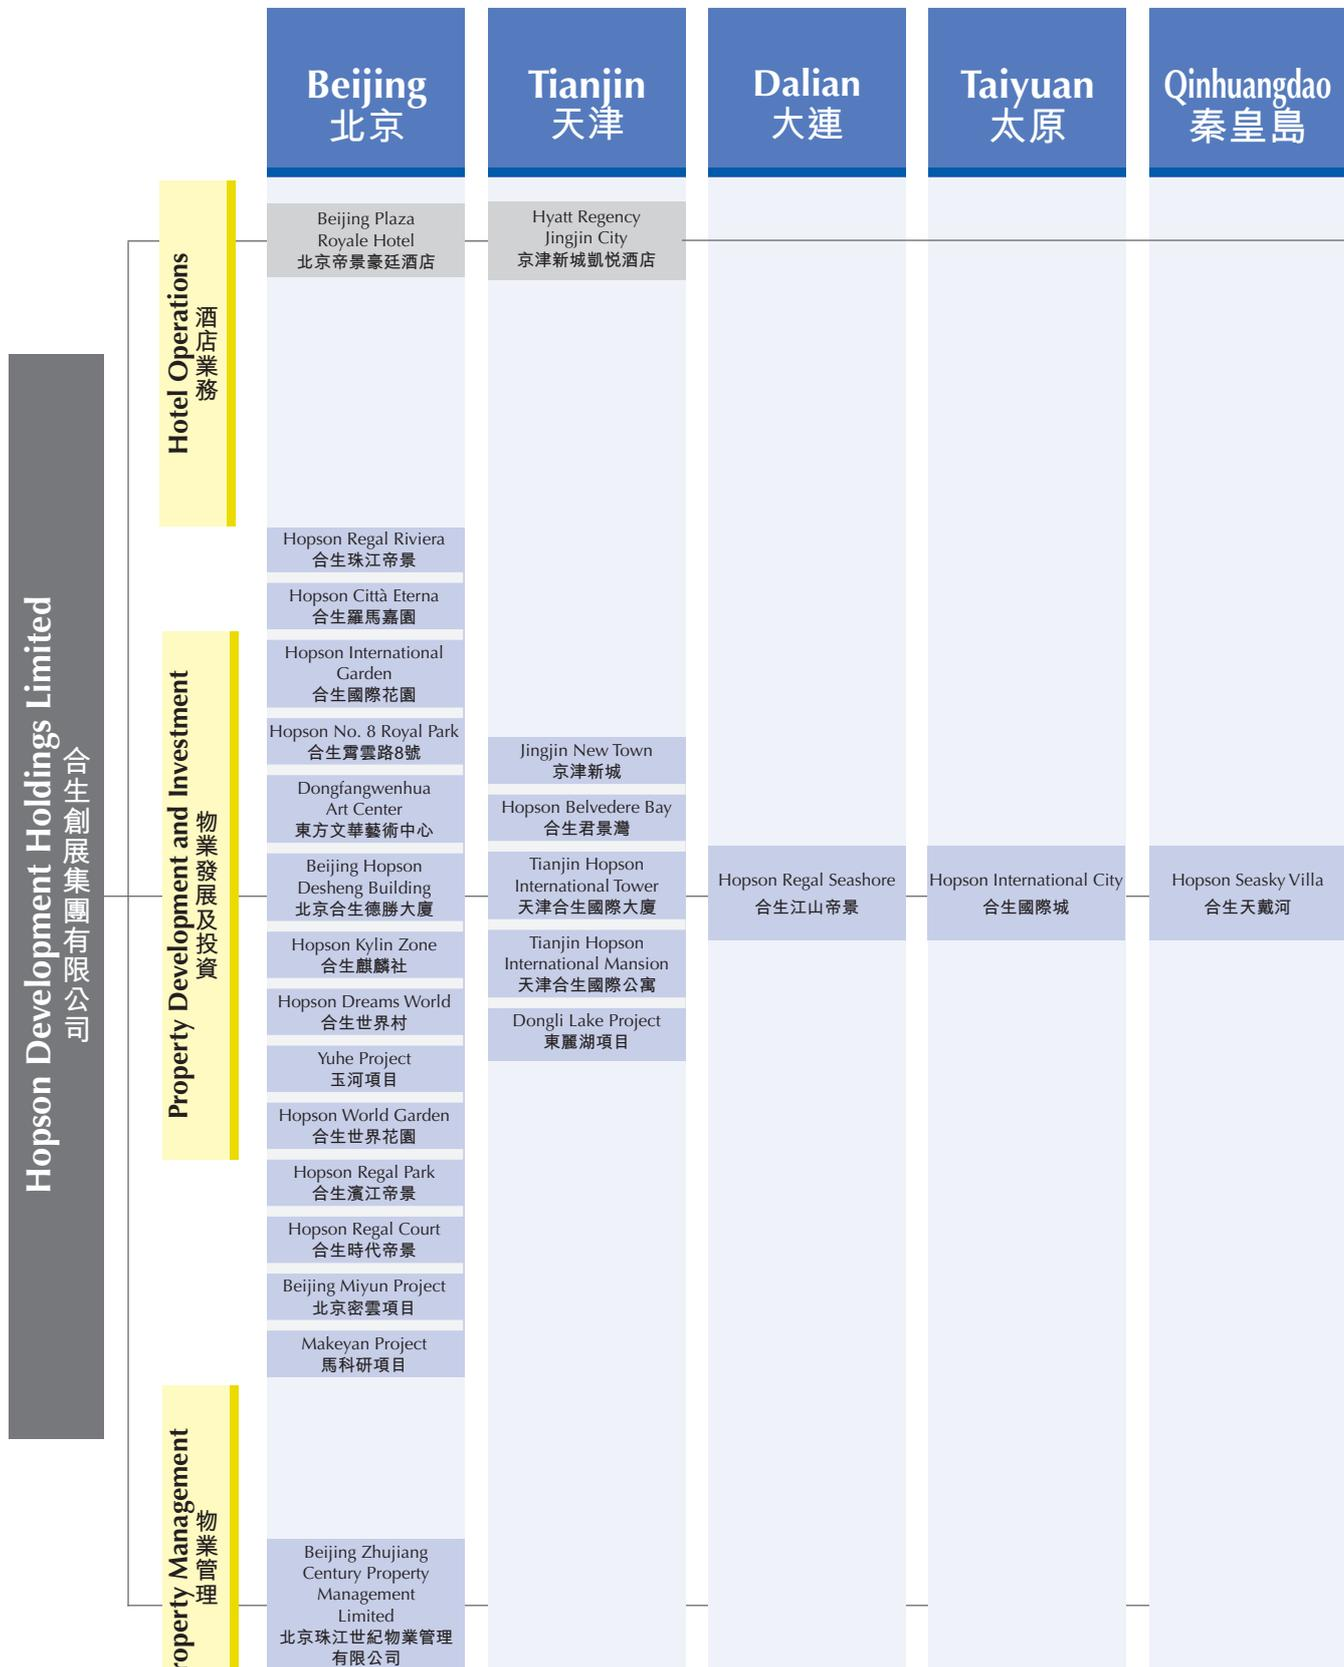 Beijing
北京
Tianjin
天津
Dalian
大連
Taiyuan
太原
Qinhuangdao
秦皇島
Hopson Development Holdings Limited
合生創展集團有限公司
Hotel Operations
酒店業務
Beijing Plaza
Royale Hotel
北京帝景豪廷酒店
Hyatt Regency
Jingjin City
京津新城凱悦酒店
Property Development and Investment
物業發展及投資
Hopson Regal Riviera
合生珠江帝景
Hopson Città Eterna
合生羅馬嘉園
Hopson International
Garden
合生國際花園
Hopson No. 8 Royal Park
合生霄雲路8號
Dongfangwenhua
Art Center
東方文華藝術中心
Beijing Hopson
Desheng Building
北京合生德勝大廈
Hopson Kylin Zone
合生麒麟社
Hopson Dreams World
合生世界村
Yuhe Project
玉河項目
Hopson World Garden
合生世界花園
Hopson Regal Park
合生濱江帝景
Hopson Regal Court
合生時代帝景
Beijing Miyun Project
北京密雲項目
Makeyan Project
馬科研項目
Jingjin New Town
京津新城
Hopson Belvedere Bay
合生君景灣
Tianjin Hopson
International Tower
天津合生國際大廈
Tianjin Hopson
International Mansion
天津合生國際公寓
Dongli Lake Project
東麗湖項目
Hopson Regal Seashore
合生江山帝景
Hopson International City
合生國際城
Hopson Seasky Villa
合生天戴河
roperty Management
物業管理
Beijing Zhujiang
Century Property
Management
Limited
北京珠江世紀物業管理
有限公司